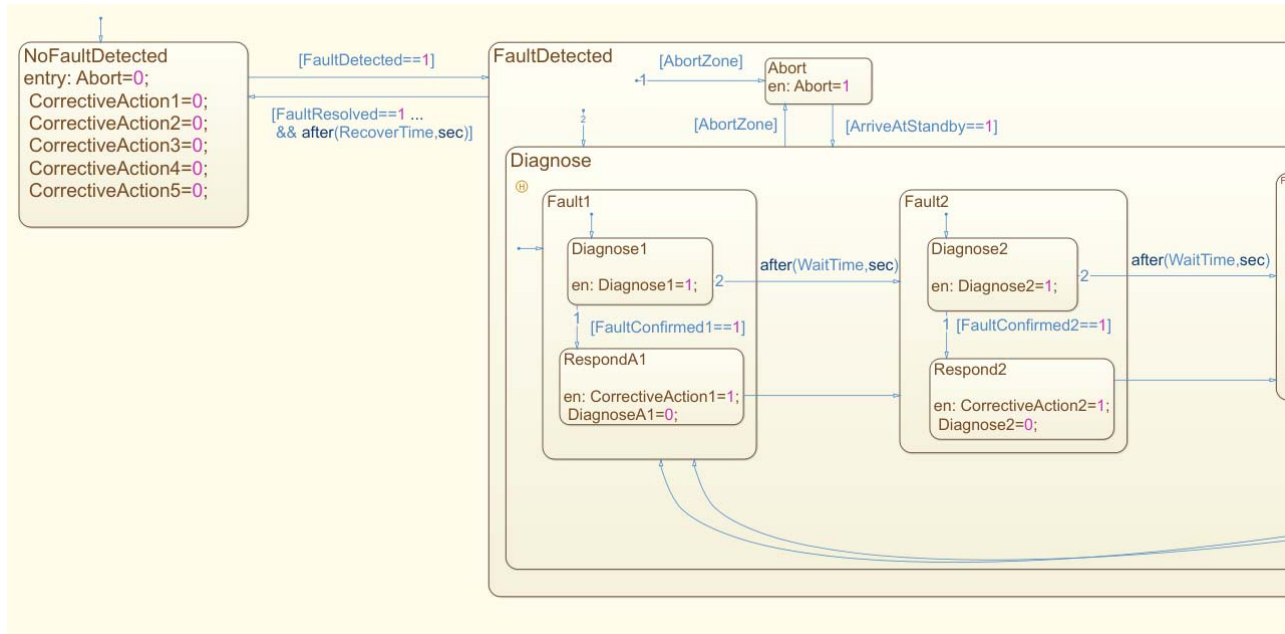 NoFaultDetected
entry: Abort=0;
CorrectiveAction1=0;
CorrectiveAction2=0;
CorrectiveAction3=0;
CorrectiveAction4=0;
CorrectiveAction5=0;
[FaultDetected==1]
[FaultResolved==1 ...
&& after(RecoverTime,sec)]
FaultDetected
1
[AbortZone]
Abort
en: Abort=1
2
[AbortZone]
[ArriveAtStandby==1]
Diagnose
H
Fault1
Diagnose1
en: Diagnose1=1;
2
after(WaitTime,sec)
1
[FaultConfirmed1==1]
RespondA1
en: CorrectiveAction1=1;
DiagnoseA1=0;
Fault2
Diagnose2
en: Diagnose2=1;
2
after(WaitTime,sec)
1
[FaultConfirmed2==1]
Respond2
en: CorrectiveAction2=1;
Diagnose2=0;
F